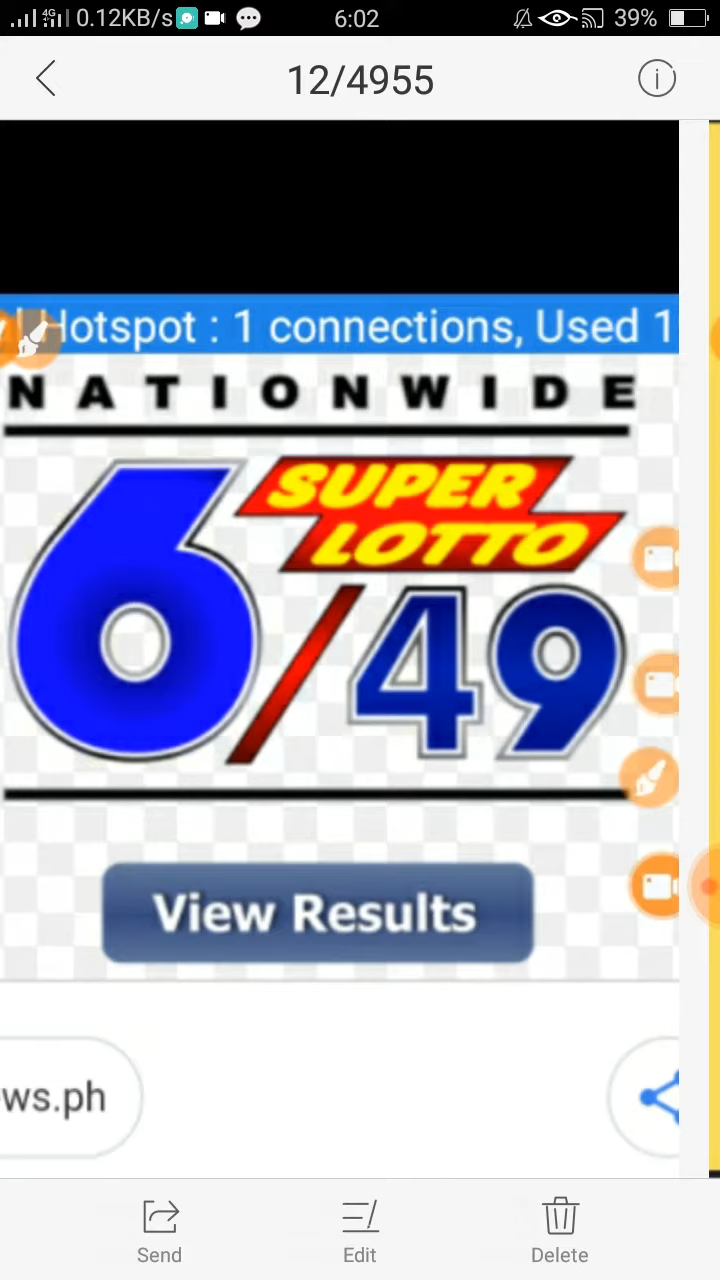 4G 0.12KB/s 6:02 39%
12/4955
Hotspot : 1 connections, Used 1
NATIONWIDE
6/49
SUPER
LOTTO
View Results
ws.ph
Send Edit Delete